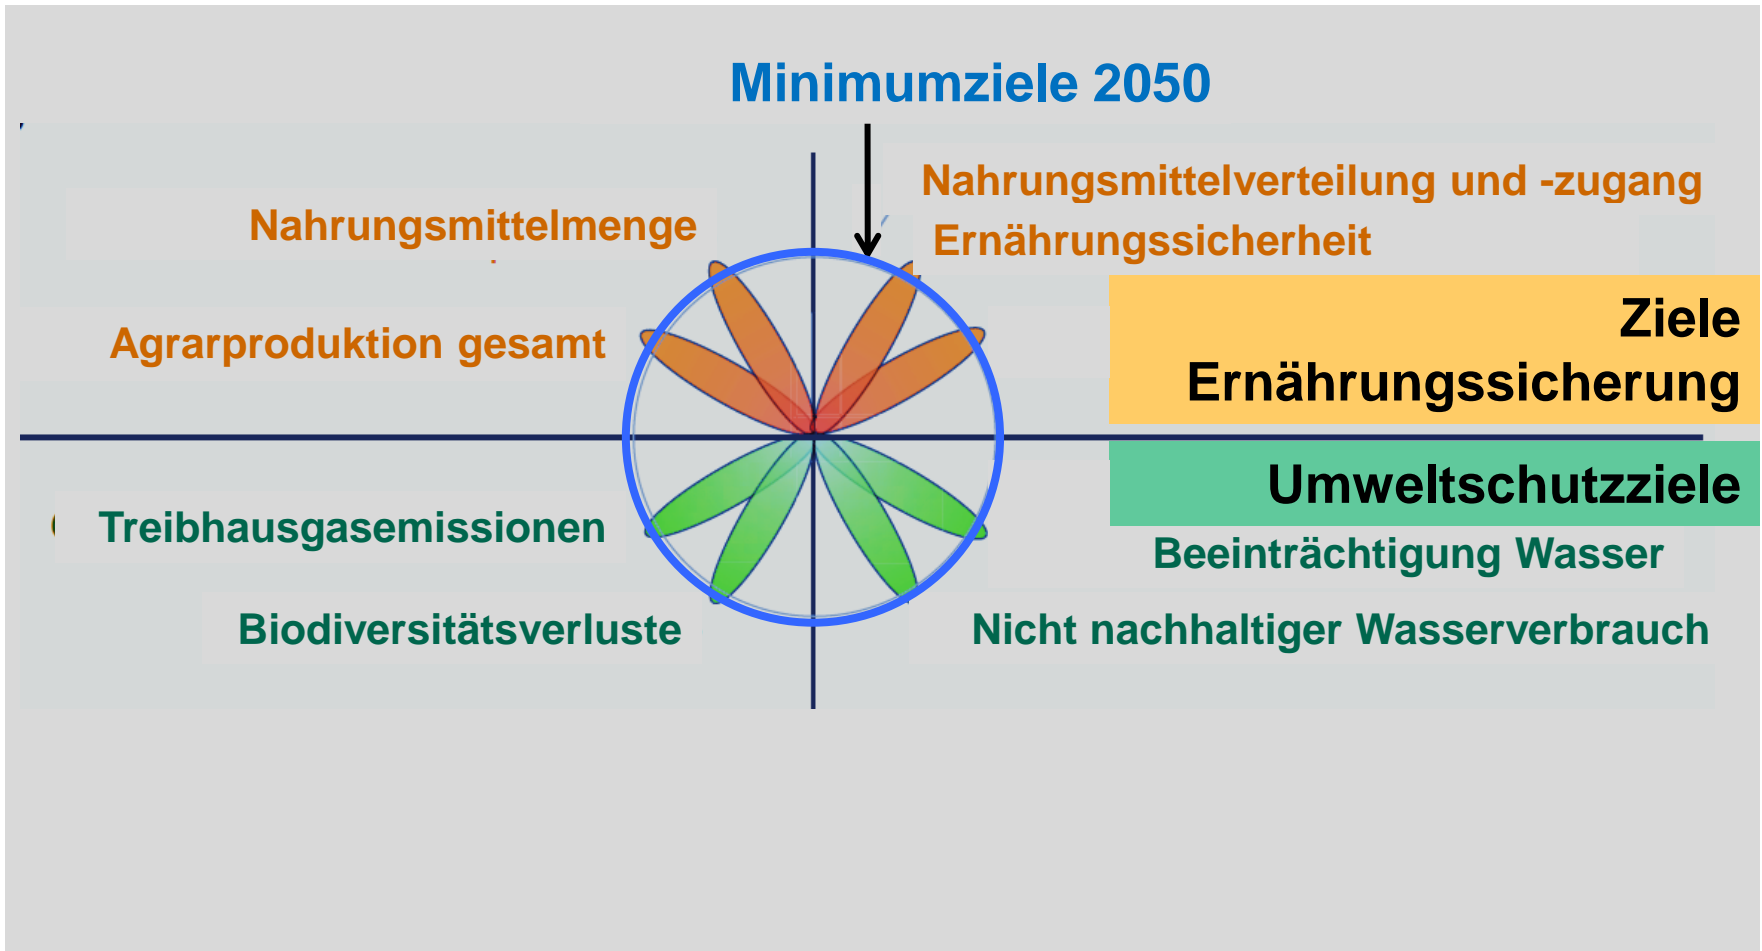 Minimumziele 2050
Nahrungsmittelverteilung und -zugang
Nahrungsmittelmenge
Ernährungssicherheit
Ziele
Ernährungssicherung
Agrarproduktion gesamt
Umweltschutzziele
Treibhausgasemissionen
Beeinträchtigung Wasser
Biodiversitätsverluste
Nicht nachhaltiger Wasserverbrauch